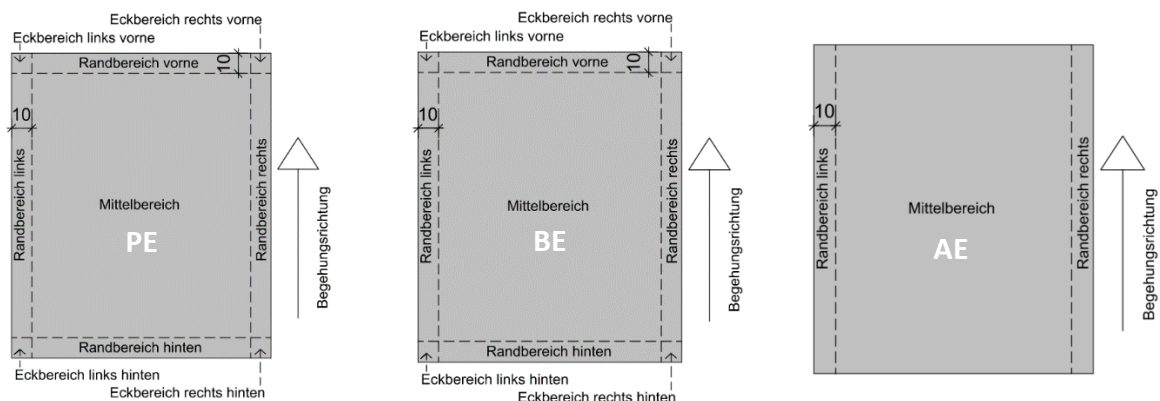 Eckbereich rechts vorne
Eckbereich links vorne
Randbereich vorne
10
10
Randbereich links
Mittelbereich
PE
Randbereich rechts
Begehungsrichtung
Randbereich hinten
Eckbereich links hinten
Eckbereich rechts hinten
Eckbereich rechts vorne
Eckbereich links vorne
Randbereich vorne
10
10
Randbereich links
Mittelbereich
BE
Randbereich rechts
Begehungsrichtung
Randbereich hinten
Eckbereich links hinten
Eckbereich rechts hinten
10
Randbereich links
Mittelbereich
AE
Randbereich rechts
Begehungsrichtung